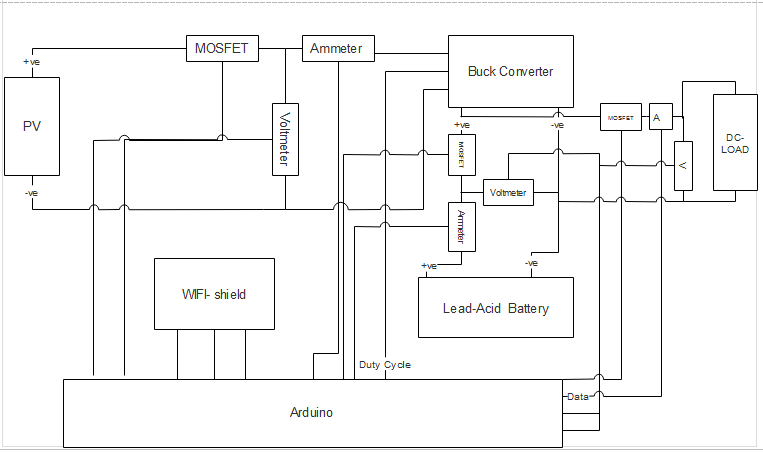 MOSFET
Ammeter
+ve
Buck Converter
PV
Voltmeter
MOSFET
A
DC-
LOAD
+ve
-ve
MOSFET
V
-ve
Voltmeter
Ammeter
+ve
-ve
WIFI- shield
Lead-Acid Battery
Duty Cycle
Data
Arduino